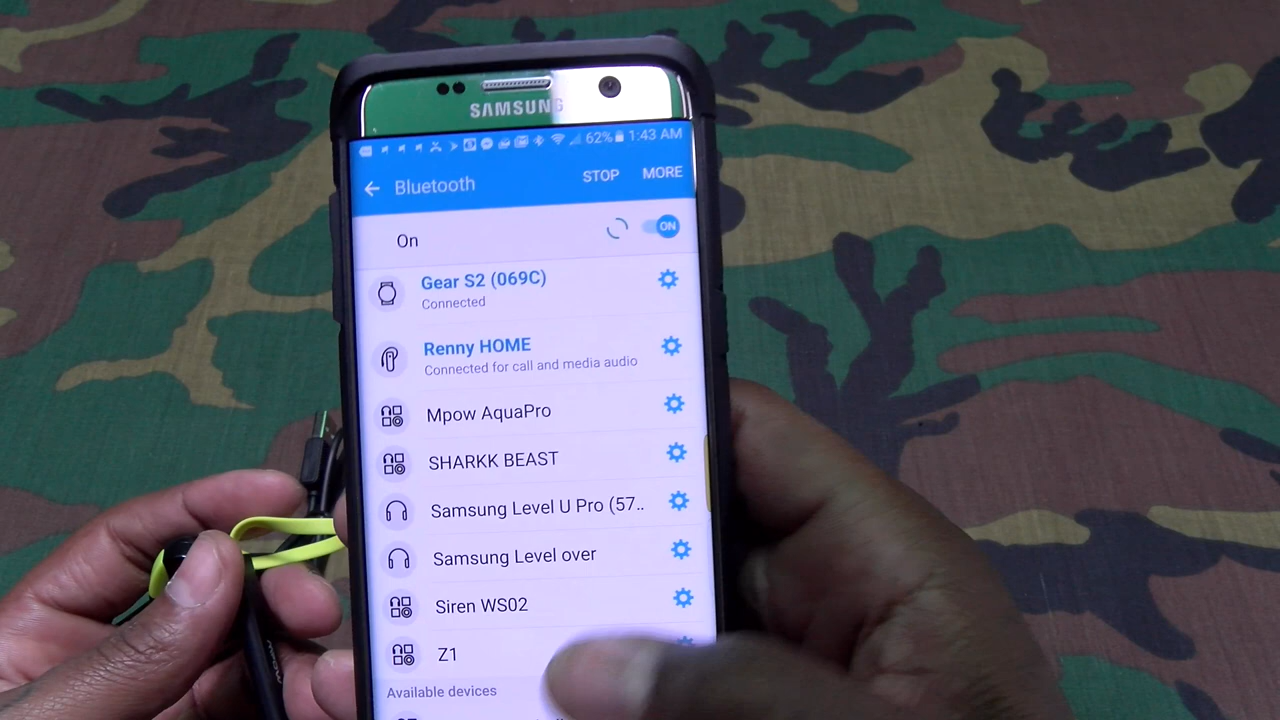 SAMSUNG
62% 1:43 AM
Bluetooth STOP MORE
On ON
Gear S2 (069C)
Connected
Renny HOME
Connected for call and media audio
Mpow AquaPro
SHARKK BEAST
Samsung Level U Pro (57..
Samsung Level over
Siren WS02
Z1
Available devices